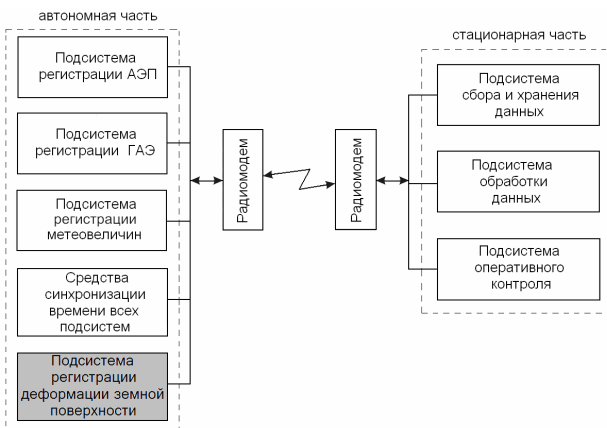 автономная часть
Подсистема
регистрации АЭП
Подсистема
регистрации ГАЭ
Подсистема
регистрации
метеовеличин
Средства
синхронизации
времени всех
подсистем
Подсистема
регистрации
деформации земной
поверхности
Радиомодем
Радиомодем
стационарная часть
Подсистема
сбора и хранения
данных
Подсистема
обработки
данных
Подсистема
оперативного
контроля